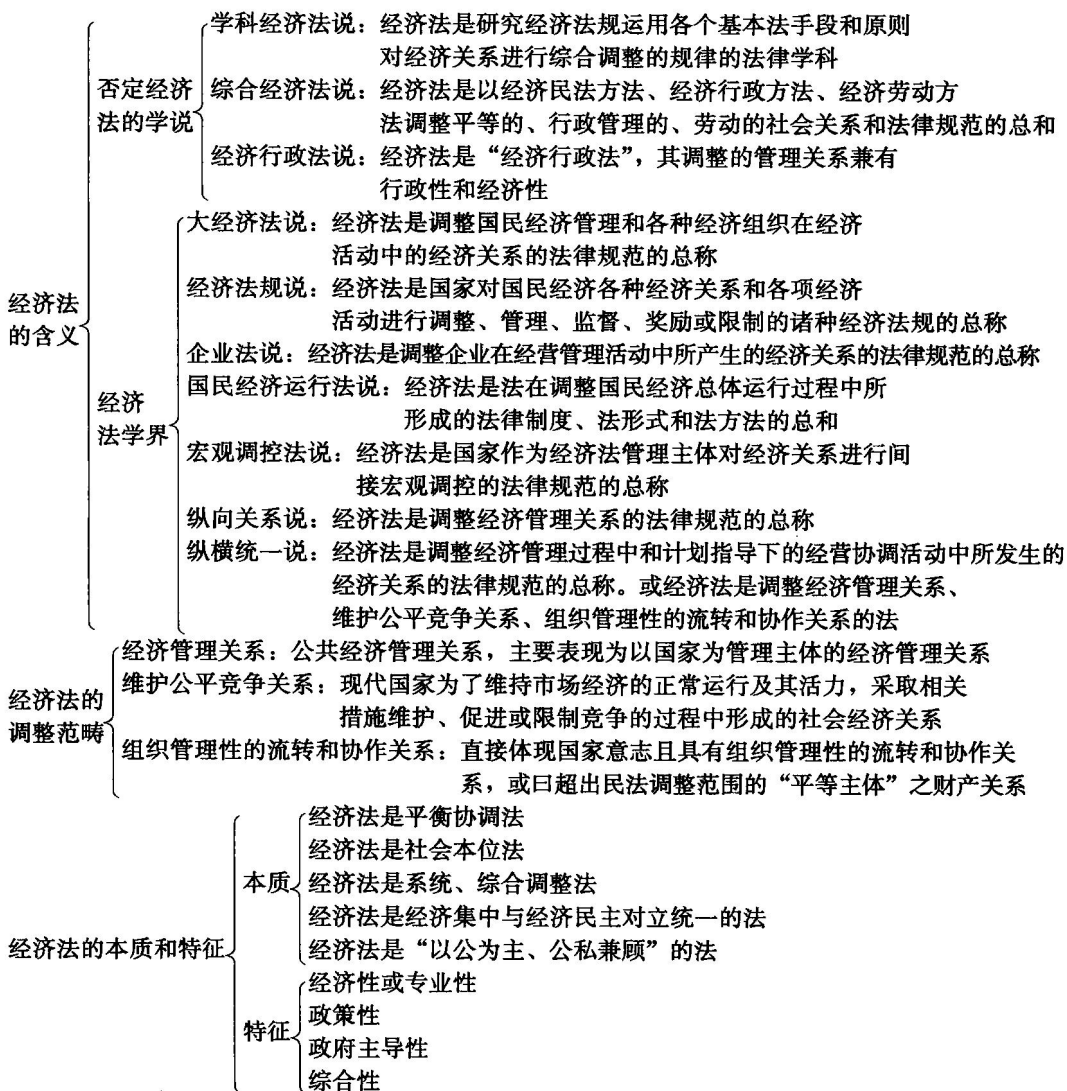 学科经济法说：经济法是研究经济法规运用各个基本法手段和原则
对经济关系进行综合调整的规律的法律学科
否定经济
法的学说
综合经济法说：经济法是以经济民法方法、经济行政方法、经济劳动方
法调整平等的、行政管理的、劳动的社会关系和法律规范的总和
经济行政法说：经济法是“经济行政法”，其调整的管理关系兼有
行政性和经济性
经济法
的含义
大经济法说：经济法是调整国民经济管理和各种经济组织在经济
活动中的经济关系的法律规范的总称
经济法规说：经济法是国家对国民经济各种经济关系和各项经济
活动进行调整、管理、监督、奖励或限制的诸种经济法规的总称
企业法说：经济法是调整企业在经营管理活动中所产生的经济关系的法律规范的总称
经济
法学界
国民经济运行法说：经济法是法在调整国民经济总体运行过程中所
形成的法律制度、法形式和法方法的总和
宏观调控法说：经济法是国家作为经济法管理主体对经济关系进行间
接宏观调控的法律规范的总称
纵向关系说：经济法是调整经济管理关系的法律规范的总称
纵横统一说：经济法是调整经济管理过程中和计划指导下的经营协调活动中所发生的
经济关系的法律规范的总称。或经济法是调整经济管理关系、
维护公平竞争关系、组织管理性的流转和协作关系的法
经济法的
调整范畴
经济管理关系：公共经济管理关系，主要表现为以国家为管理主体的经济管理关系
维护公平竞争关系：现代国家为了维持市场经济的正常运行及其活力，采取相关
措施维护、促进或限制竞争的过程中形成的社会经济关系
组织管理性的流转和协作关系：直接体现国家意志且具有组织管理性的流转和协作关
系，或曰超出民法调整范围的“平等主体”之财产关系
经济法的本质和特征
本质
经济法是平衡协调法
经济法是社会本位法
经济法是系统、综合调整法
经济法是经济集中与经济民主对立统一的法
经济法是“以公为主、公私兼顾”的法
特征
经济性或专业性
政策性
政府主导性
综合性